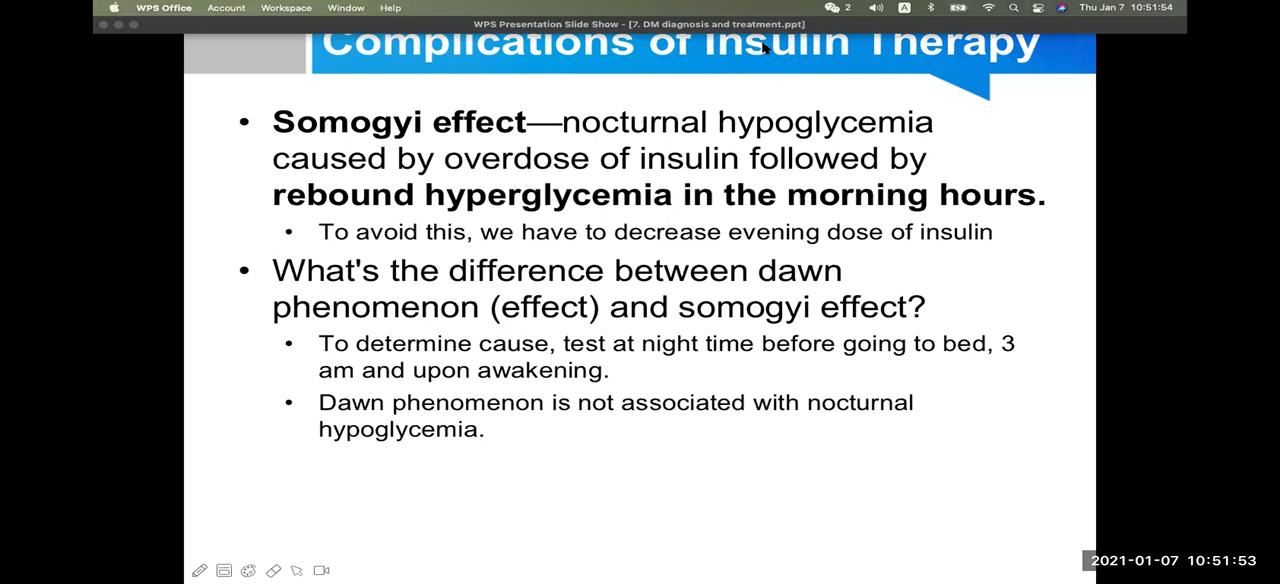 WPS Office Account Workspace Window Help 2 A Thu Jan 7 10:51:54
WPS Presentation Slide Show - [7. DM diagnosis and treatment.ppt]
Complications of Insulin Therapy
• Somogyi effect—nocturnal hypoglycemia
caused by overdose of insulin followed by
rebound hyperglycemia in the morning hours.
• To avoid this, we have to decrease evening dose of insulin
• What's the difference between dawn
phenomenon (effect) and somogyi effect?
• To determine cause, test at night time before going to bed, 3
am and upon awakening.
• Dawn phenomenon is not associated with nocturnal
hypoglycemia.
2021-01-07 10:51:53